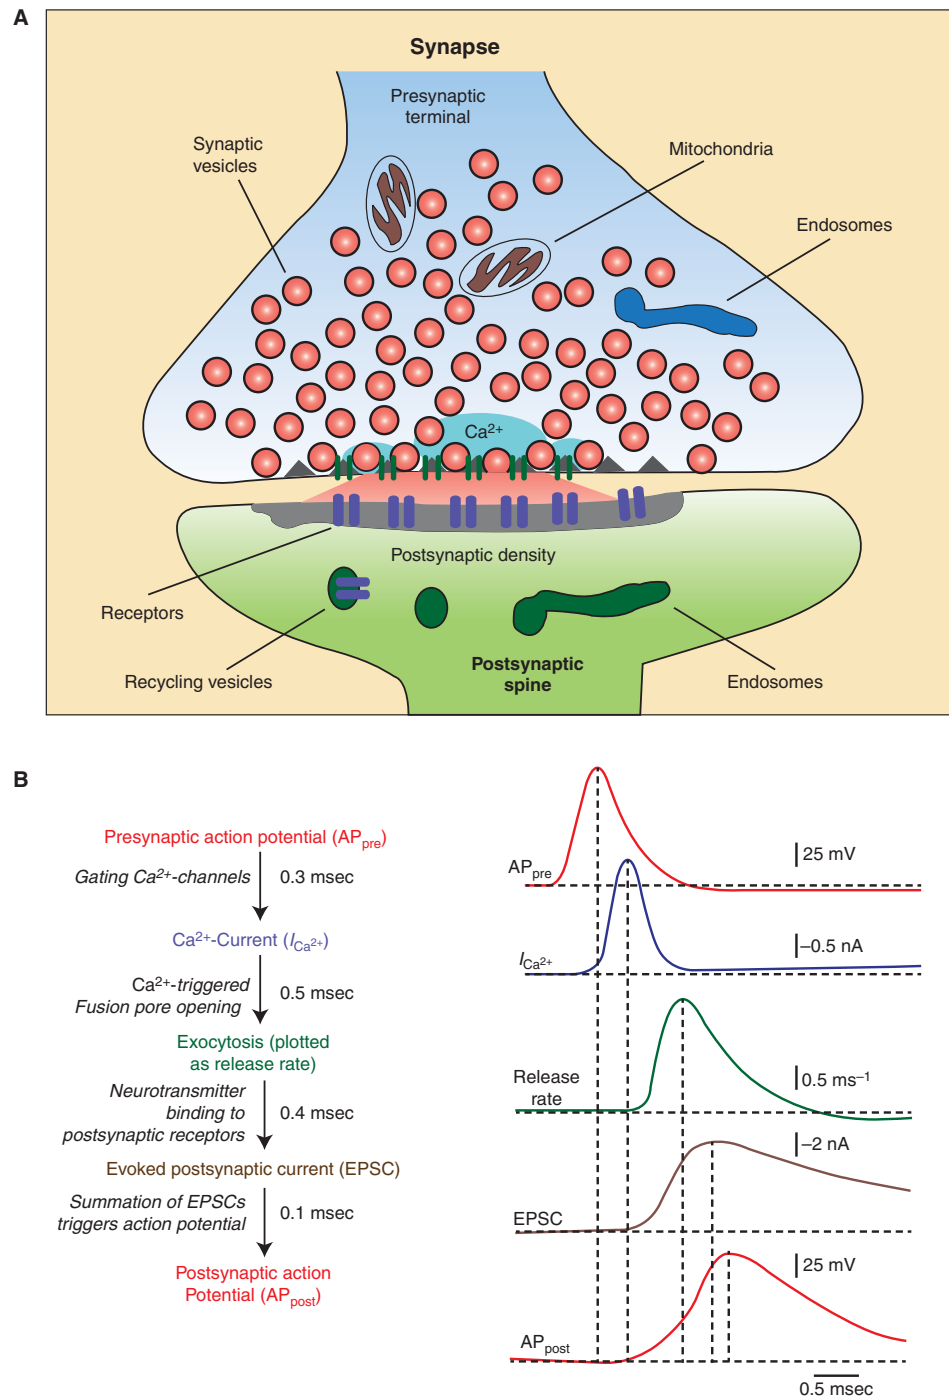 A
Synapse
Presynaptic
terminal
Synaptic
vesicles
Mitochondria
Endosomes
Ca²⁺
Postsynaptic density
Receptors
Recycling vesicles
Postsynaptic
spine
Endosomes
B
Presynaptic action potential (APpre)
Gating Ca²⁺-channels
0.3 msec
Ca²⁺-Current (ICa²⁺)
Ca²⁺-triggered
Fusion pore opening
0.5 msec
Exocytosis (plotted
as release rate)
Neurotransmitter
binding to
postsynaptic receptors
0.4 msec
Evoked postsynaptic current (EPSC)
Summation of EPSCs
triggers action potential
0.1 msec
Postsynaptic action
Potential (APpost)
APpre
25 mV
ICa²⁺
–0.5 nA
Release
rate
0.5 ms⁻¹
EPSC
–2 nA
APpost
25 mV
0.5 msec